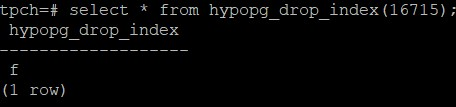 tpch=# select * from hypopg_drop_index(16715);
hypopg_drop_index
-------------------
f
(1 row)